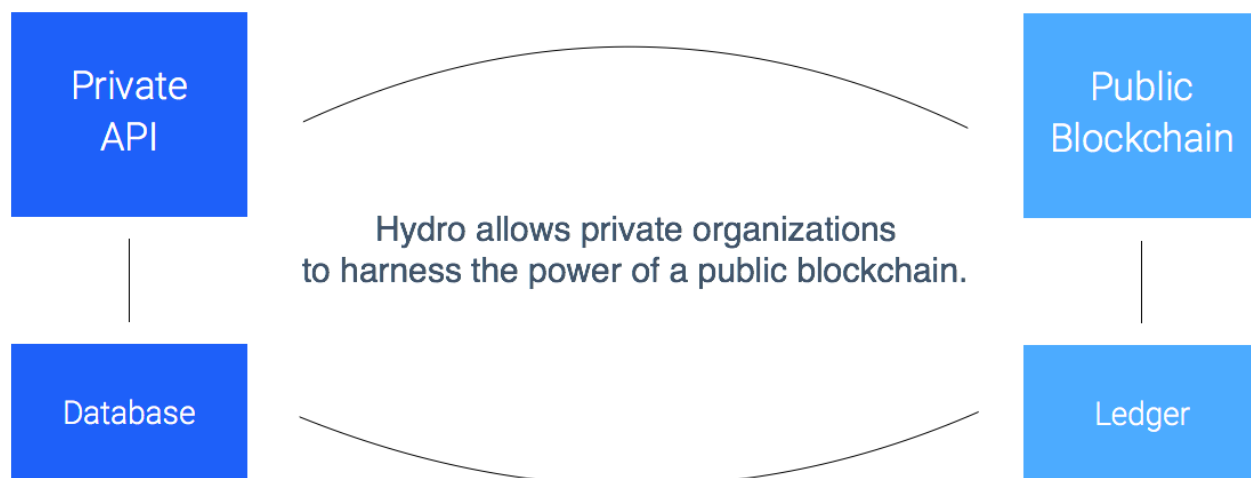 Private
API
Public
Blockchain
Hydro allows private organizations
to harness the power of a public blockchain.
Database
Ledger